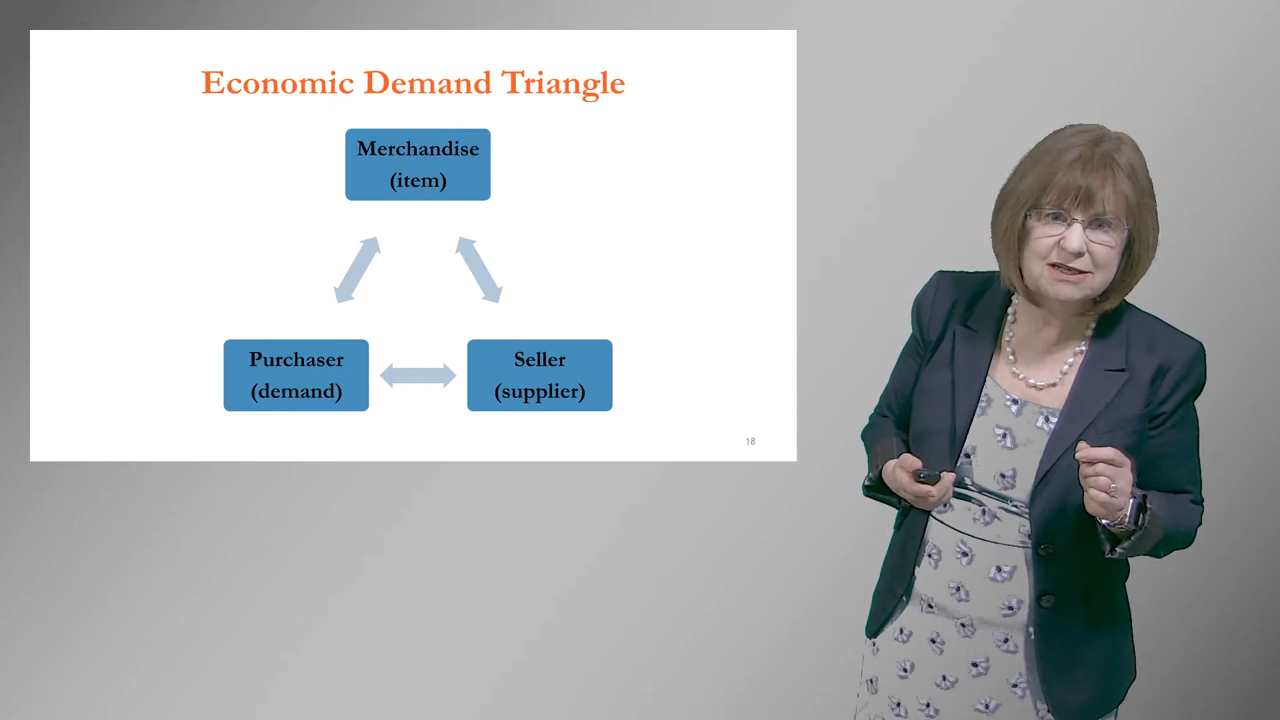 Economic Demand Triangle
Merchandise
(item)
Purchaser
(demand)
Seller
(supplier)
18